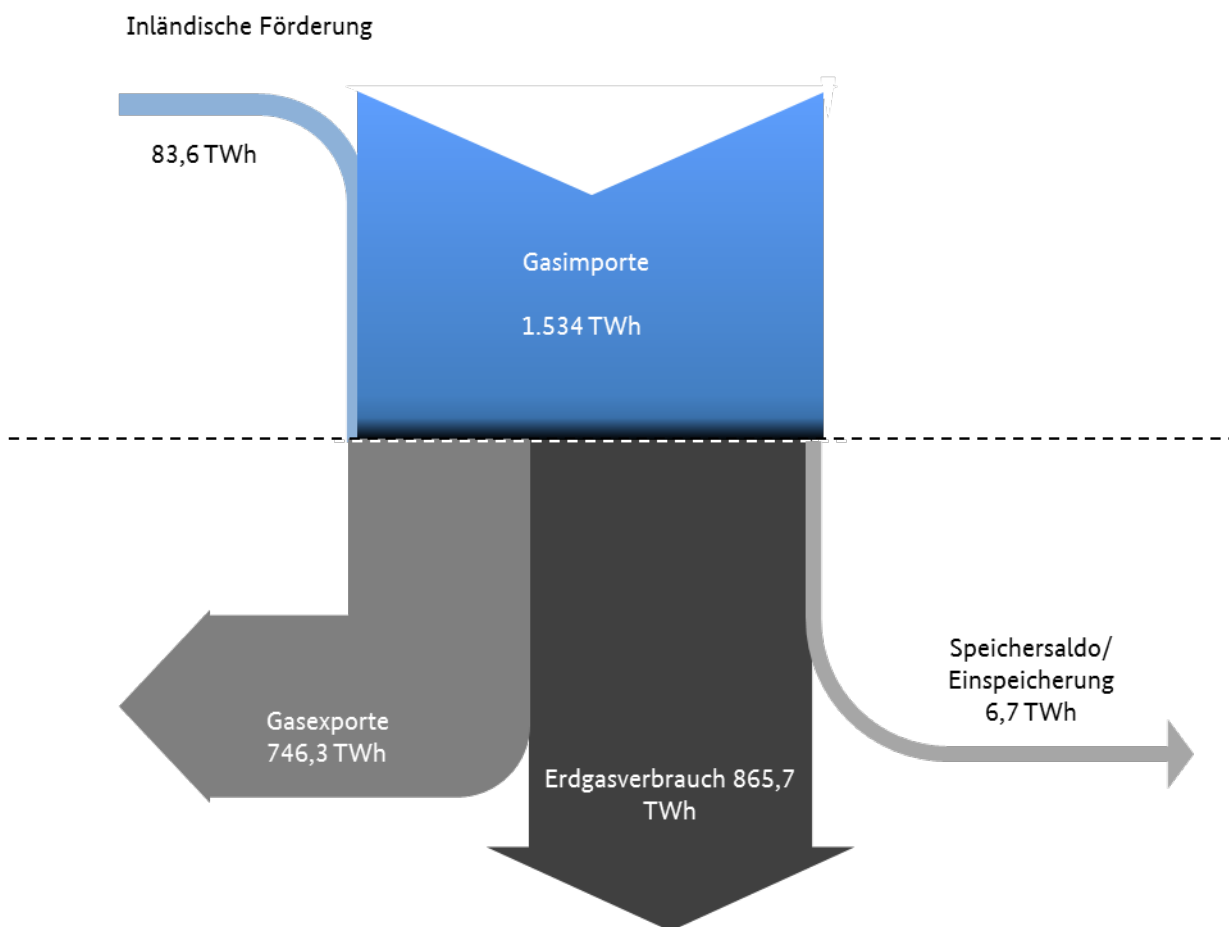 Inländische Förderung
83,6 TWh
Gasimporte
1.534 TWh
Speichersaldo/
Einspeicherung
6,7 TWh
Gasexporte
746,3 TWh
Erdgasverbrauch 865,7
TWh